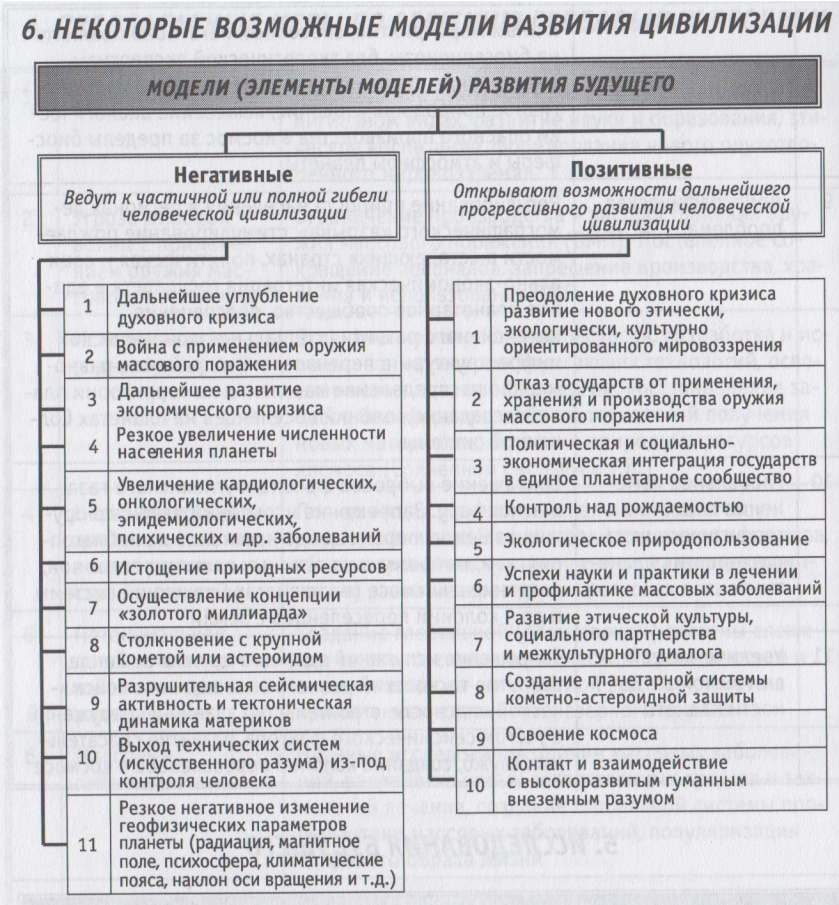 6. НЕКОТОРЫЕ ВОЗМОЖНЫЕ МОДЕЛИ РАЗВИТИЯ ЦИВИЛИЗАЦИИ
МОДЕЛИ (ЭЛЕМЕНТЫ МОДЕЛЕЙ) РАЗВИТИЯ БУДУЩЕГО
Негативные
Ведут к частичной или полной гибели
человеческой цивилизации
1 Дальнейшее углубление
духовного кризиса
2 Война с применением оружия
массового поражения
3 Дальнейшее развитие
экономического кризиса
4 Резкое увеличение численности
населения планеты
5 Увеличение кардиологических,
онкологических,
эпидемиологических,
психических и др. заболеваний
6 Истощение природных ресурсов
7 Осуществление концепции
«золотого миллиарда»
8 Столкновение с крупной
кометой или астероидом
9 Разрушительная сейсмическая
активность и тектоническая
динамика материков
10 Выход технических систем
(искусственного разума) из-под
контроля человека
11 Резкое негативное изменение
геофизических параметров
планеты (радиация, магнитное
поле, психосфера, климатические
пояса, наклон оси вращения и т.д.)
Позитивные
Открывают возможности дальнейшего
прогрессивного развития человеческой
цивилизации
1 Преодоление духовного кризиса
развитие нового этически,
экологически, культурно
ориентированного мировоззрения
2 Отказ государств от применения,
хранения и производства оружия
массового поражения
3 Политическая и социально-
экономическая интеграция государств
в единое планетарное сообщество
4 Контроль над рождаемостью
5 Экологическое природопользование
6 Успехи науки и практики в лечении
и профилактике массовых заболеваний
7 Развитие этической культуры,
социального партнерства
и межкультурного диалога
8 Создание планетарной системы
кометно-астероидной защиты
9 Освоение космоса
10 Контакт и взаимодействие
с высокоразвитым гуманным
внеземным разумом